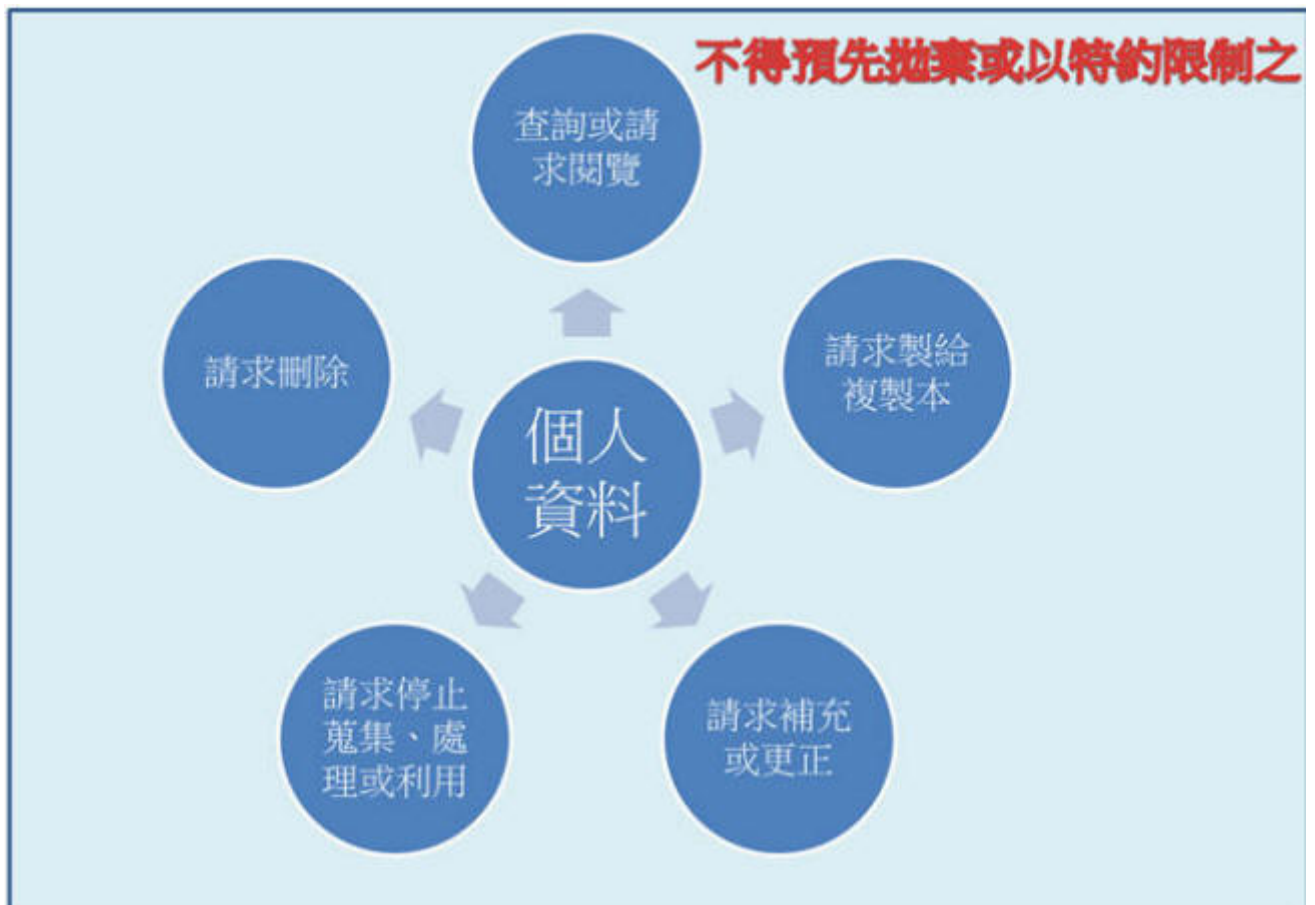 不得預先拋棄或以特約限制之
查詢或請
求閱覽
請求製給
複製本
請求補充
或更正
請求停止
蒐集、處
理或利用
請求刪除
個人
資料